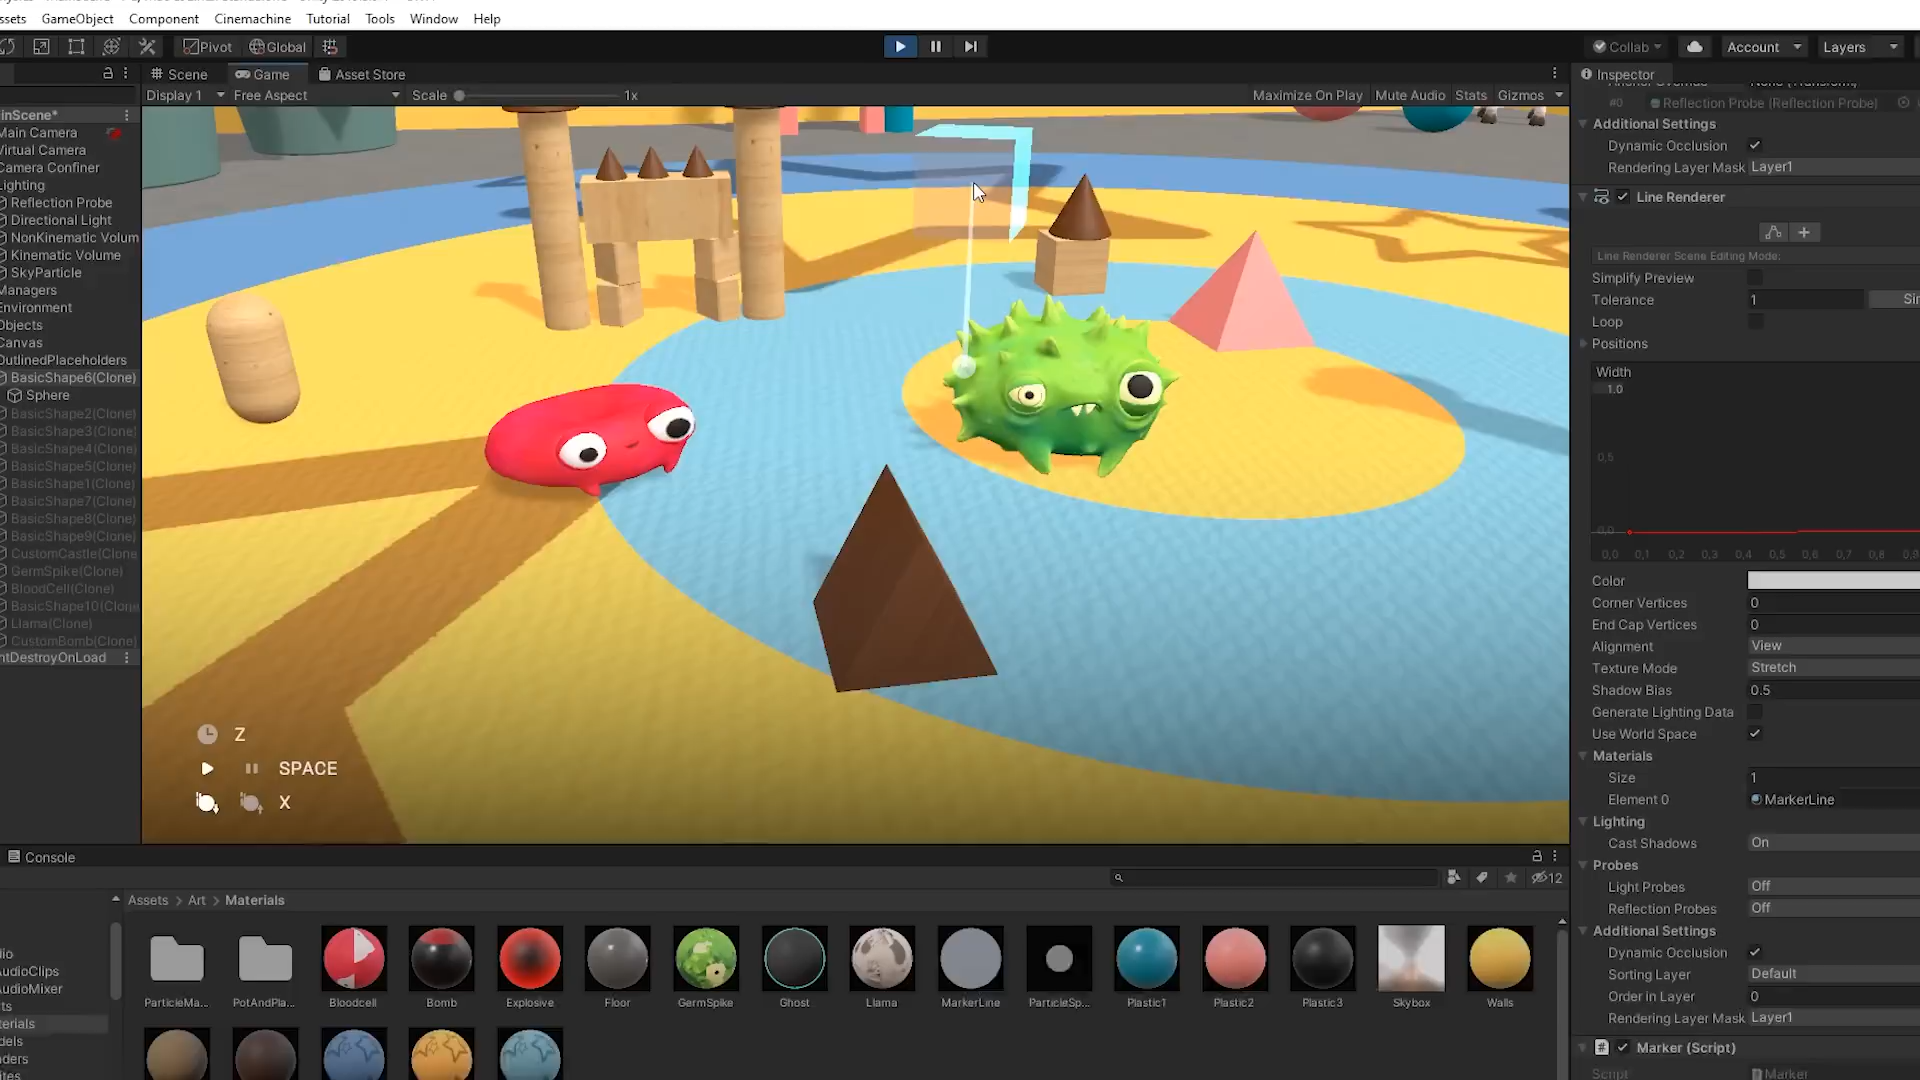 ssets GameObject Component Cinemachine Tutorial Tools Window Help
Pivot Global Collab Account Layers
Scene Game Asset Store Inspector
Display 1 Free Aspect Scale 1x Maximize On Play Mute Audio Stats Gizmos
inScene*
Main Camera
Virtual Camera
Camera Confiner
Lighting
Reflection Probe
Directional Light
NonKinematic Volum
Kinematic Volume
SkyParticle
Managers
Environment
Objects
Canvas
OutlinedPlaceholders
BasicShape6(Clone)
Sphere
BasicShape2(Clone)
BasicShape3(Clone)
BasicShape4(Clone)
BasicShape5(Clone)
BasicShape1(Clone)
BasicShape7(Clone)
BasicShape8(Clone)
BasicShape9(Clone)
CustomCastle(Clone
GermSpike(Clone)
BloodCell(Clone)
BasicShape10(Clone
Llama(Clone)
CustomBomb(Clone)
ntDestroyOnLoad
Z
SPACE
X
#0 Reflection Probe (Reflection Probe)
Additional Settings
Dynamic Occlusion
Rendering Layer Mask Layer1
Line Renderer
Line Renderer Scene Editing Mode:
Simplify Preview
Tolerance 1 Sir
Loop
Positions
Width
1.0
0,5
0,0
0,0 0,1 0,2 0,3 0,4 0,5 0,6 0,7 0,8 0,9
Color
Corner Vertices 0
End Cap Vertices 0
Alignment View
Texture Mode Stretch
Shadow Bias 0.5
Generate Lighting Data
Use World Space
Materials
Size 1
Element 0 MarkerLine
Lighting
Cast Shadows On
Probes
Light Probes Off
Reflection Probes Off
Additional Settings
Dynamic Occlusion
Sorting Layer Default
Order in Layer 0
Rendering Layer Mask Layer1
Marker (Script)
Script Marker
Console
12
Assets > Art > Materials
dio
AudioClips
AudioMixer
ts
terials
dels
aders
ites
ParticleMa... PotAndPla... Bloodcell Bomb Explosive Floor GermSpike Ghost Llama MarkerLine ParticleSp... Plastic1 Plastic2 Plastic3 Skybox Walls